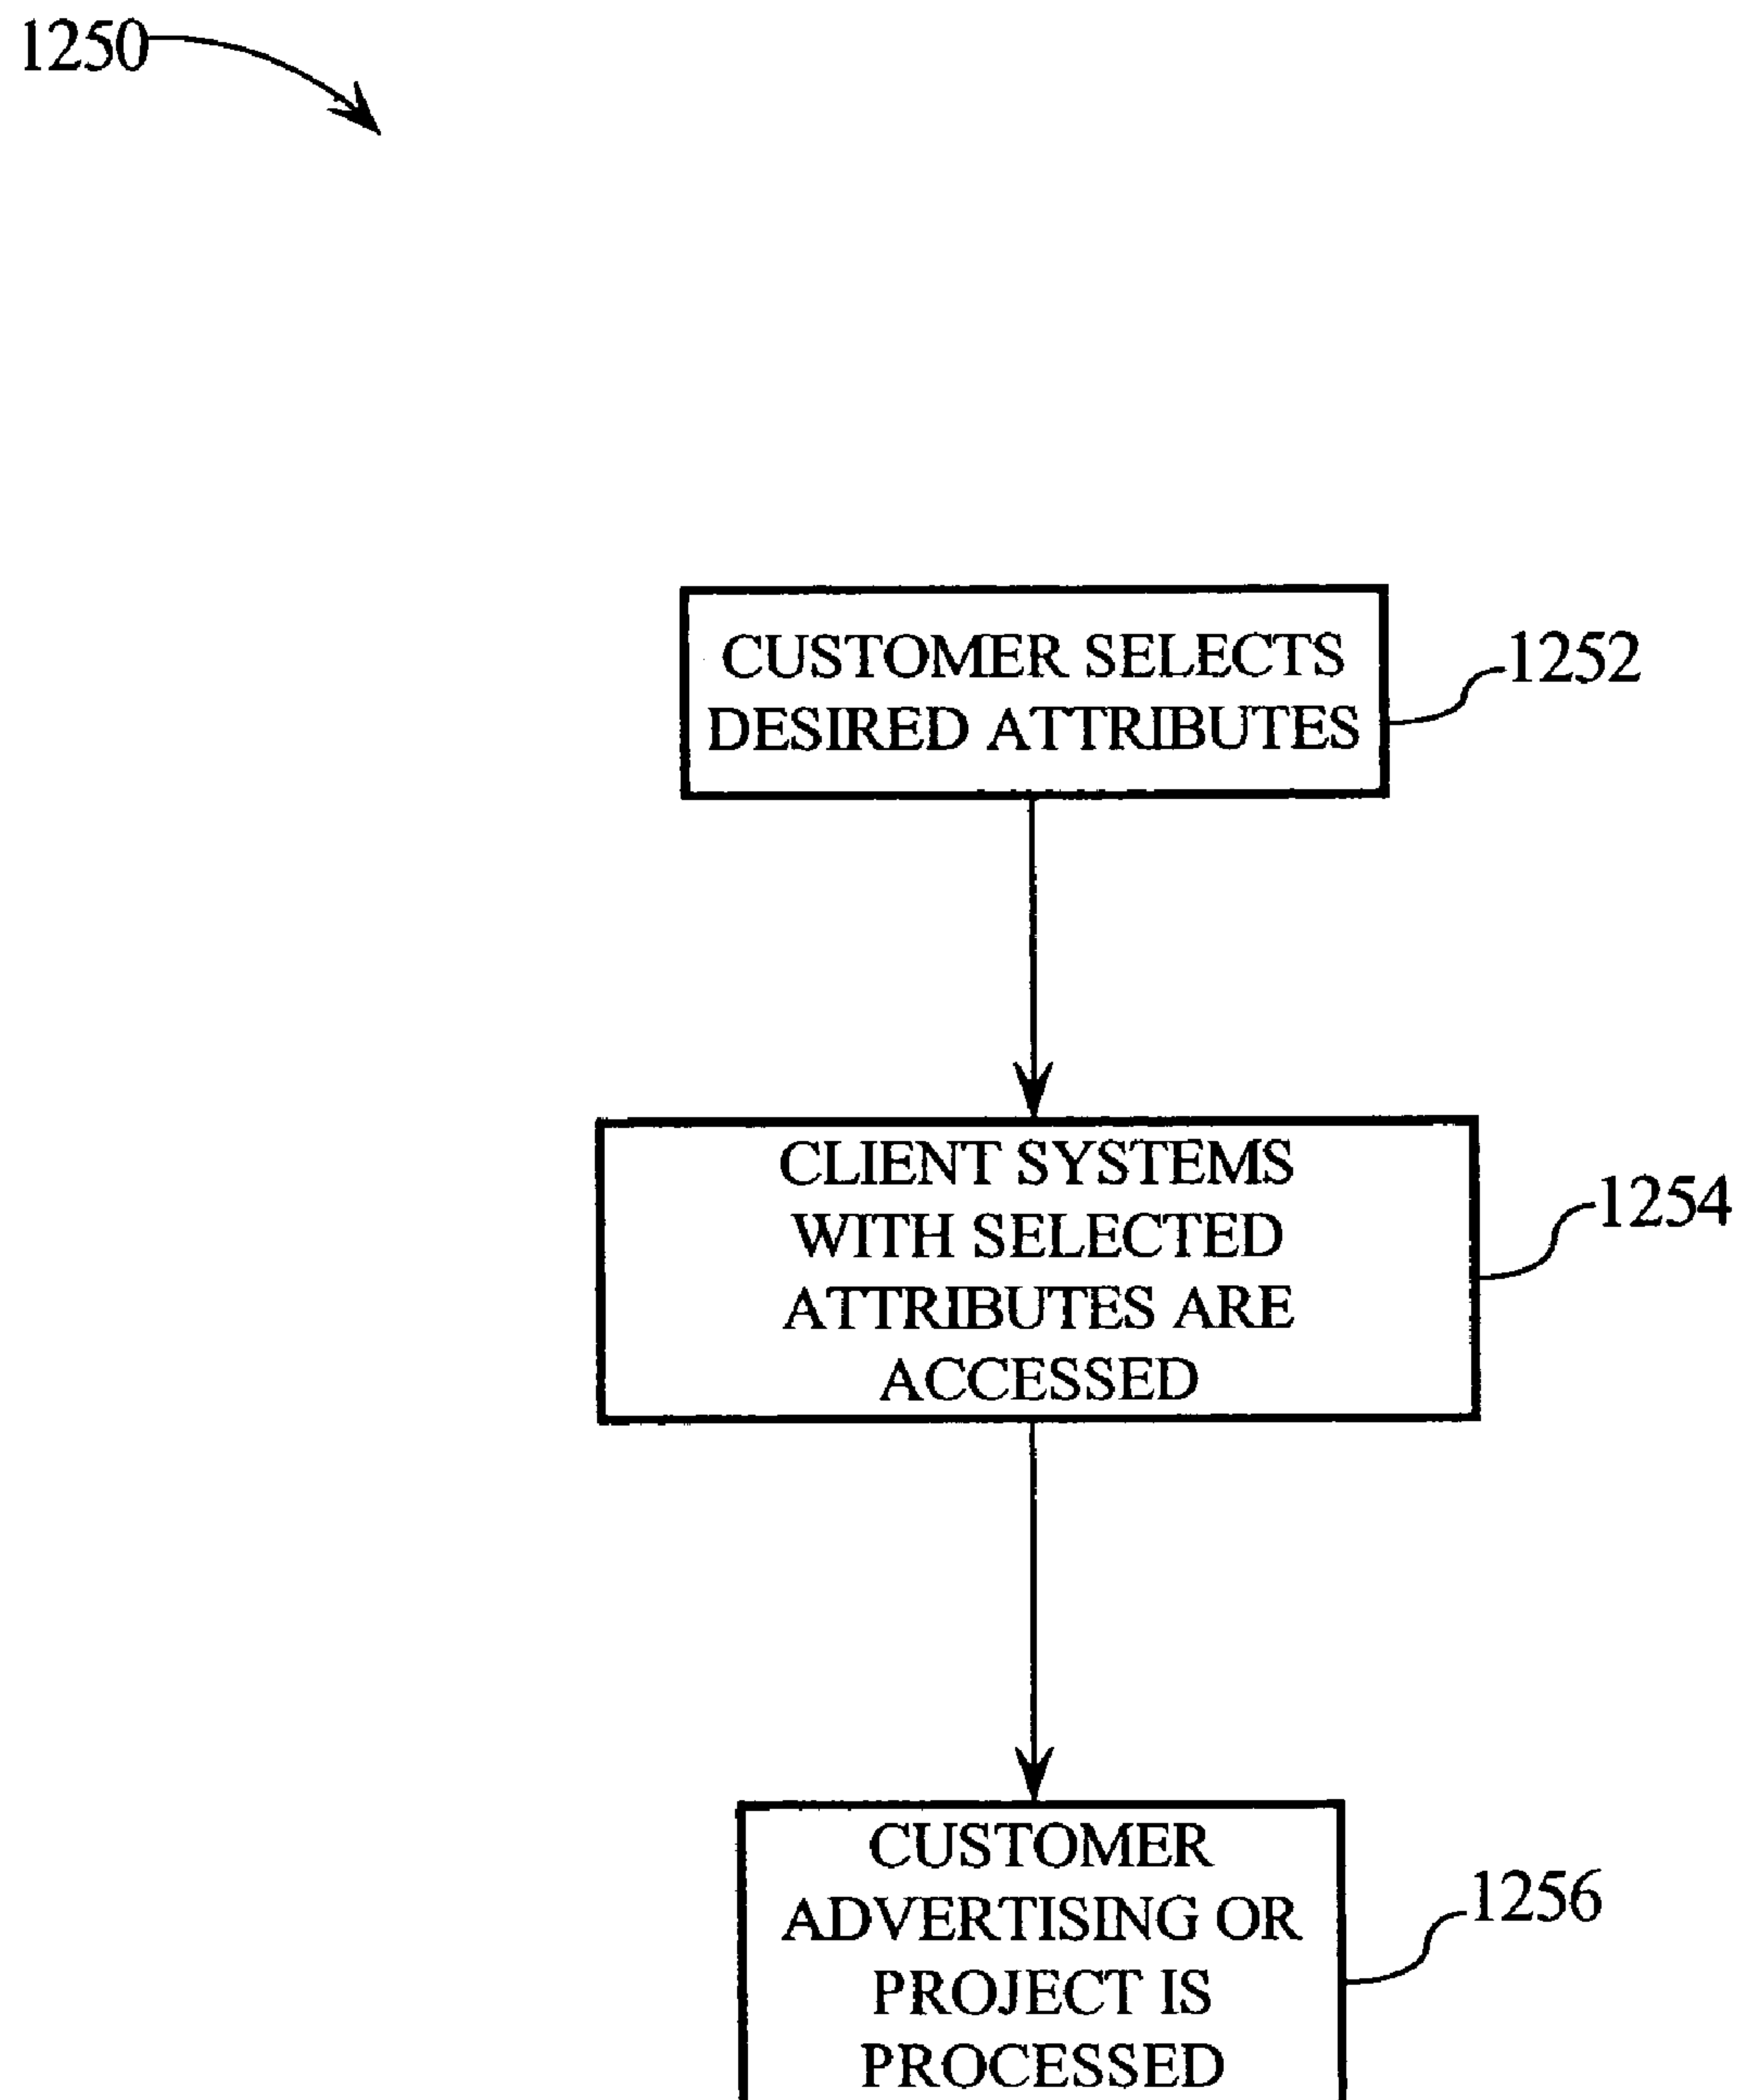 1250
CUSTOMER SELECTS
DESIRED ATTRIBUTES
1252
CLIENT SYSTEMS
WITH SELECTED
ATTRIBUTES ARE
ACCESSED
1254
CUSTOMER
ADVERTISING OR
PROJECT IS
PROCESSED
1256